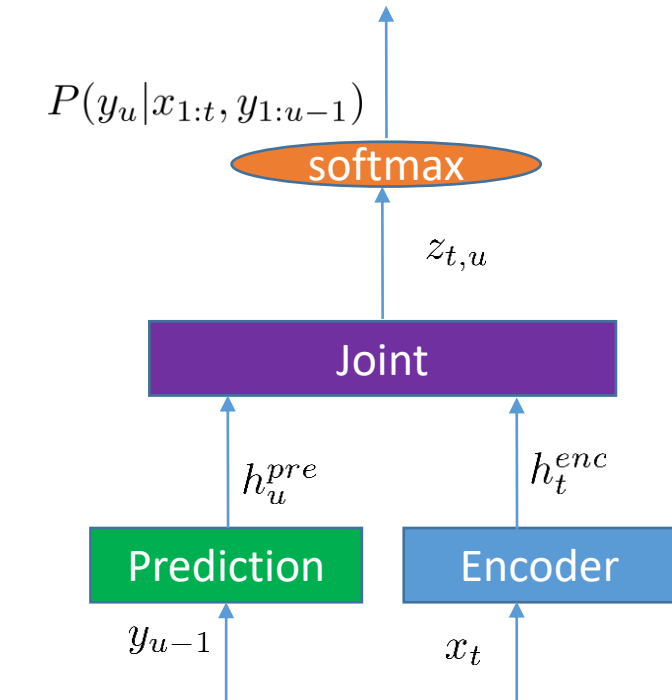 P(y_u|x_{1:t}, y_{1:u-1})
softmax
z_{t,u}
Joint
h_u^{pre}
h_t^{enc}
Prediction
Encoder
y_{u-1}
x_t